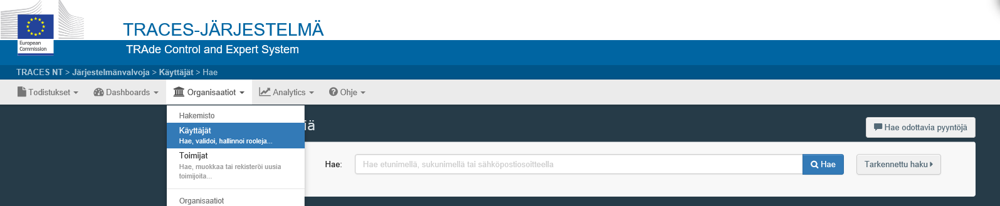 European
Commission
TRACES-JÄRJESTELMÄ
TRAde Control and Expert System
TRACES NT > Järjestelmänvalvoja > Käyttäjät > Hae
Todistukset Dashboards Organisaatiot Analytics Ohje
Hakemisto
Käyttäjät
Hae, validoi, hallinnoi rooleja...
Toimijat
Hae, muokkaa tai rekisteröi uusia
toimijoita...
Organisaatiot
iä
Hae odottavia pyyntöjä
Hae: Hae etunimellä, sukunimellä tai sähköpostiosoitteella Hae Tarkennettu haku